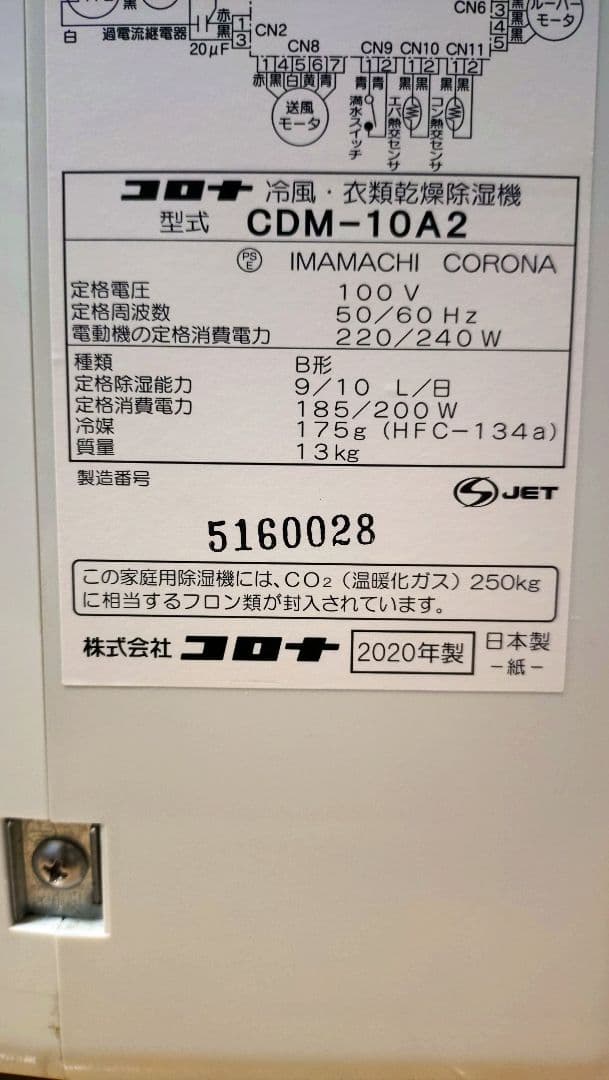 黒
赤
黒
1
3
CN2
白
過電流継電器
20μF
CN6
3
4
5
黒
黒
黒
ルーバー
モータ
CN8
CN9 CN10 CN11
1 4 5 6 7
1 2 1 2 1 2
赤 黒 白 黄 青
青 青 黒 黒 黒 黒
送風
モータ
満水スイッチ
エバ熱交センサ
コン熱交センサ
コロナ 冷風・衣類乾燥除湿機
型式 CDM-10A2
PS
E
IMAMACHI CORONA
定格電圧 100V
定格周波数 50/60Hz
電動機の定格消費電力 220/240W
種類 B形
定格除湿能力 9/10 L/日
定格消費電力 185/200W
冷媒 175g (HFC-134a)
質量 13kg
製造番号
JET
5160028
この家庭用除湿機には、CO₂(温暖化ガス)250kg
に相当するフロン類が封入されています。
株式会社 コロナ 2020年製 日本製
-紙-